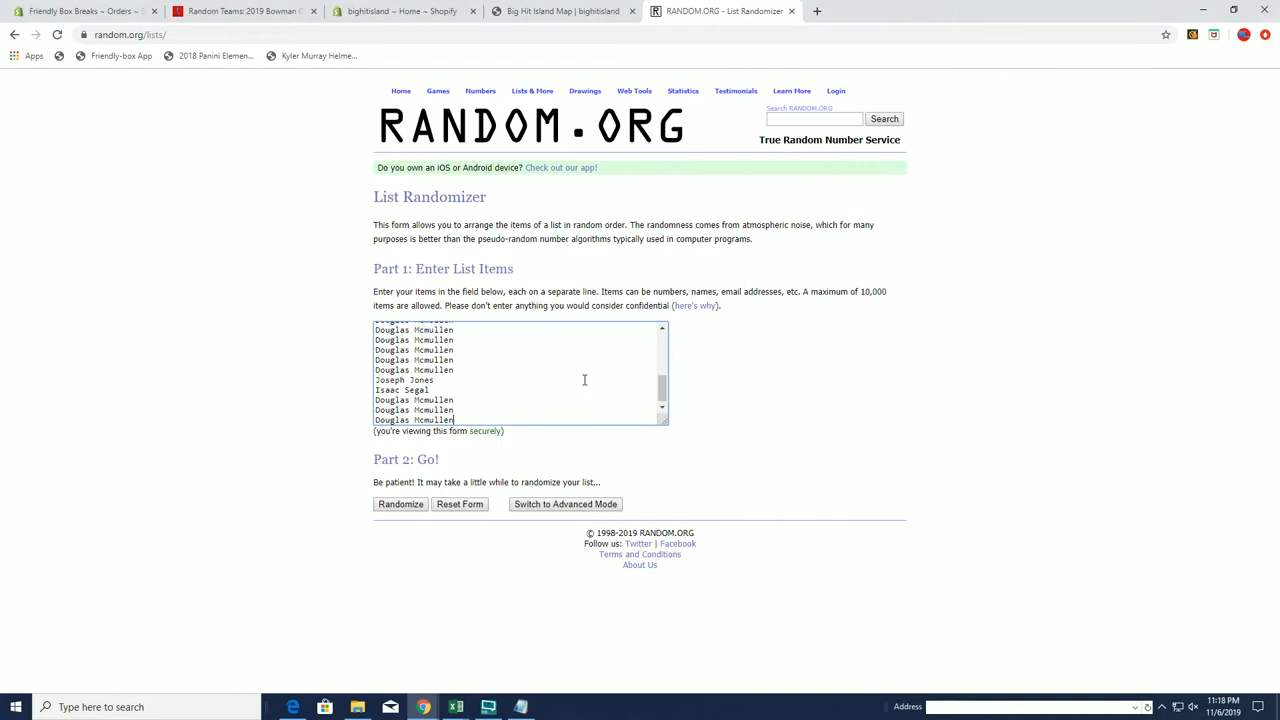 Friendly Box Breaks ~ Orders ~ S
Random Teams: 2019 Bowman C
bighitisland ~ Home ~ Shopify
Big Hit Island Map | bighitisland
RANDOM.ORG - List Randomizer
random.org/lists/
Apps
Friendly-box App
2018 Panini Elemen...
Kyler Murray Helme...
Home Games Numbers Lists & More Drawings Web Tools Statistics Testimonials Learn More Login
RANDOM.ORG
Search RANDOM.ORG
Search
True Random Number Service
Do you own an iOS or Android device? Check out our app!
List Randomizer
This form allows you to arrange the items of a list in random order. The randomness comes from atmospheric noise, which for many
purposes is better than the pseudo-random number algorithms typically used in computer programs.
Part 1: Enter List Items
Enter your items in the field below, each on a separate line. Items can be numbers, names, email addresses, etc. A maximum of 10,000
items are allowed. Please don't enter anything you would consider confidential (here's why).
Douglas Mcmullen
Douglas Mcmullen
Douglas Mcmullen
Douglas Mcmullen
Douglas Mcmullen
Douglas Mcmullen
Joseph Jones
Isaac Segal
Douglas Mcmullen
Douglas Mcmullen
Douglas Mcmullen
(you're viewing this form securely)
Part 2: Go!
Be patient! It may take a little while to randomize your list...
Randomize Reset Form Switch to Advanced Mode
© 1998-2019 RANDOM.ORG
Follow us: Twitter | Facebook
Terms and Conditions
About Us
Type here to search
Address
11:18 PM
11/6/2019